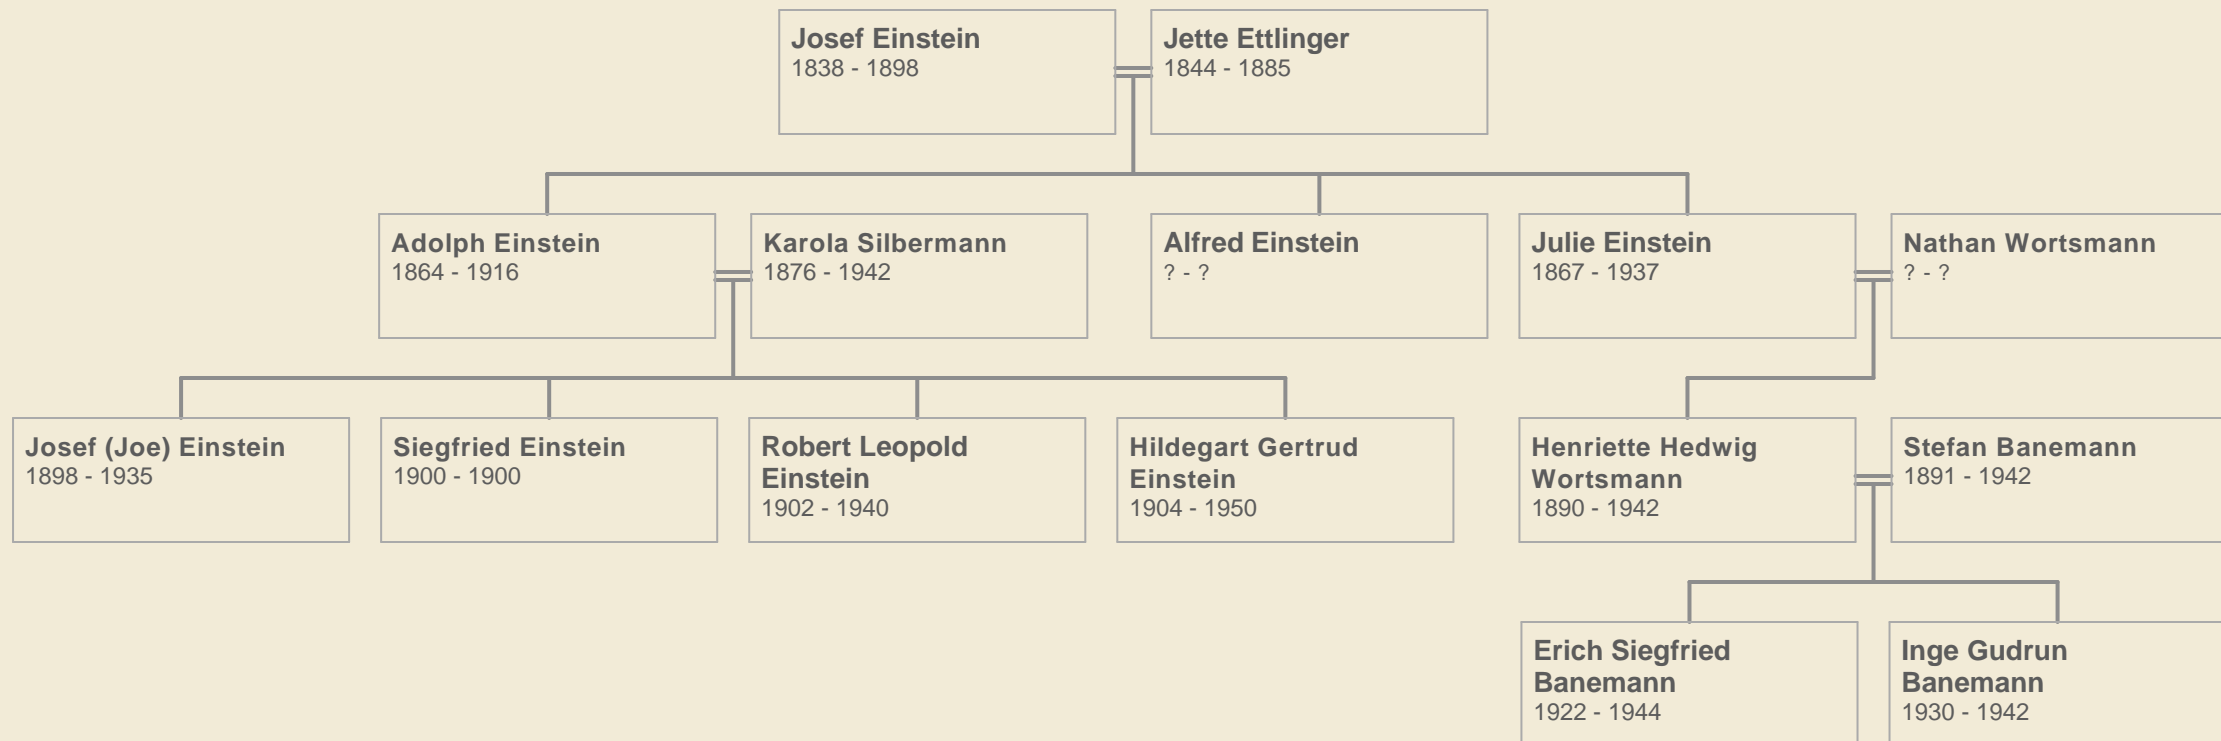 Josef Einstein
1838 - 1898
Jette Ettlinger
1844 - 1885
Adolph Einstein
1864 - 1916
Karola Silbermann
1876 - 1942
Alfred Einstein
? - ?
Julie Einstein
1867 - 1937
Nathan Wortsmann
? - ?
Josef (Joe) Einstein
1898 - 1935
Siegfried Einstein
1900 - 1900
Robert Leopold
Einstein
1902 - 1940
Hildegart Gertrud
Einstein
1904 - 1950
Henriette Hedwig
Wortsmann
1890 - 1942
Stefan Banemann
1891 - 1942
Erich Siegfried
Banemann
1922 - 1944
Inge Gudrun
Banemann
1930 - 1942